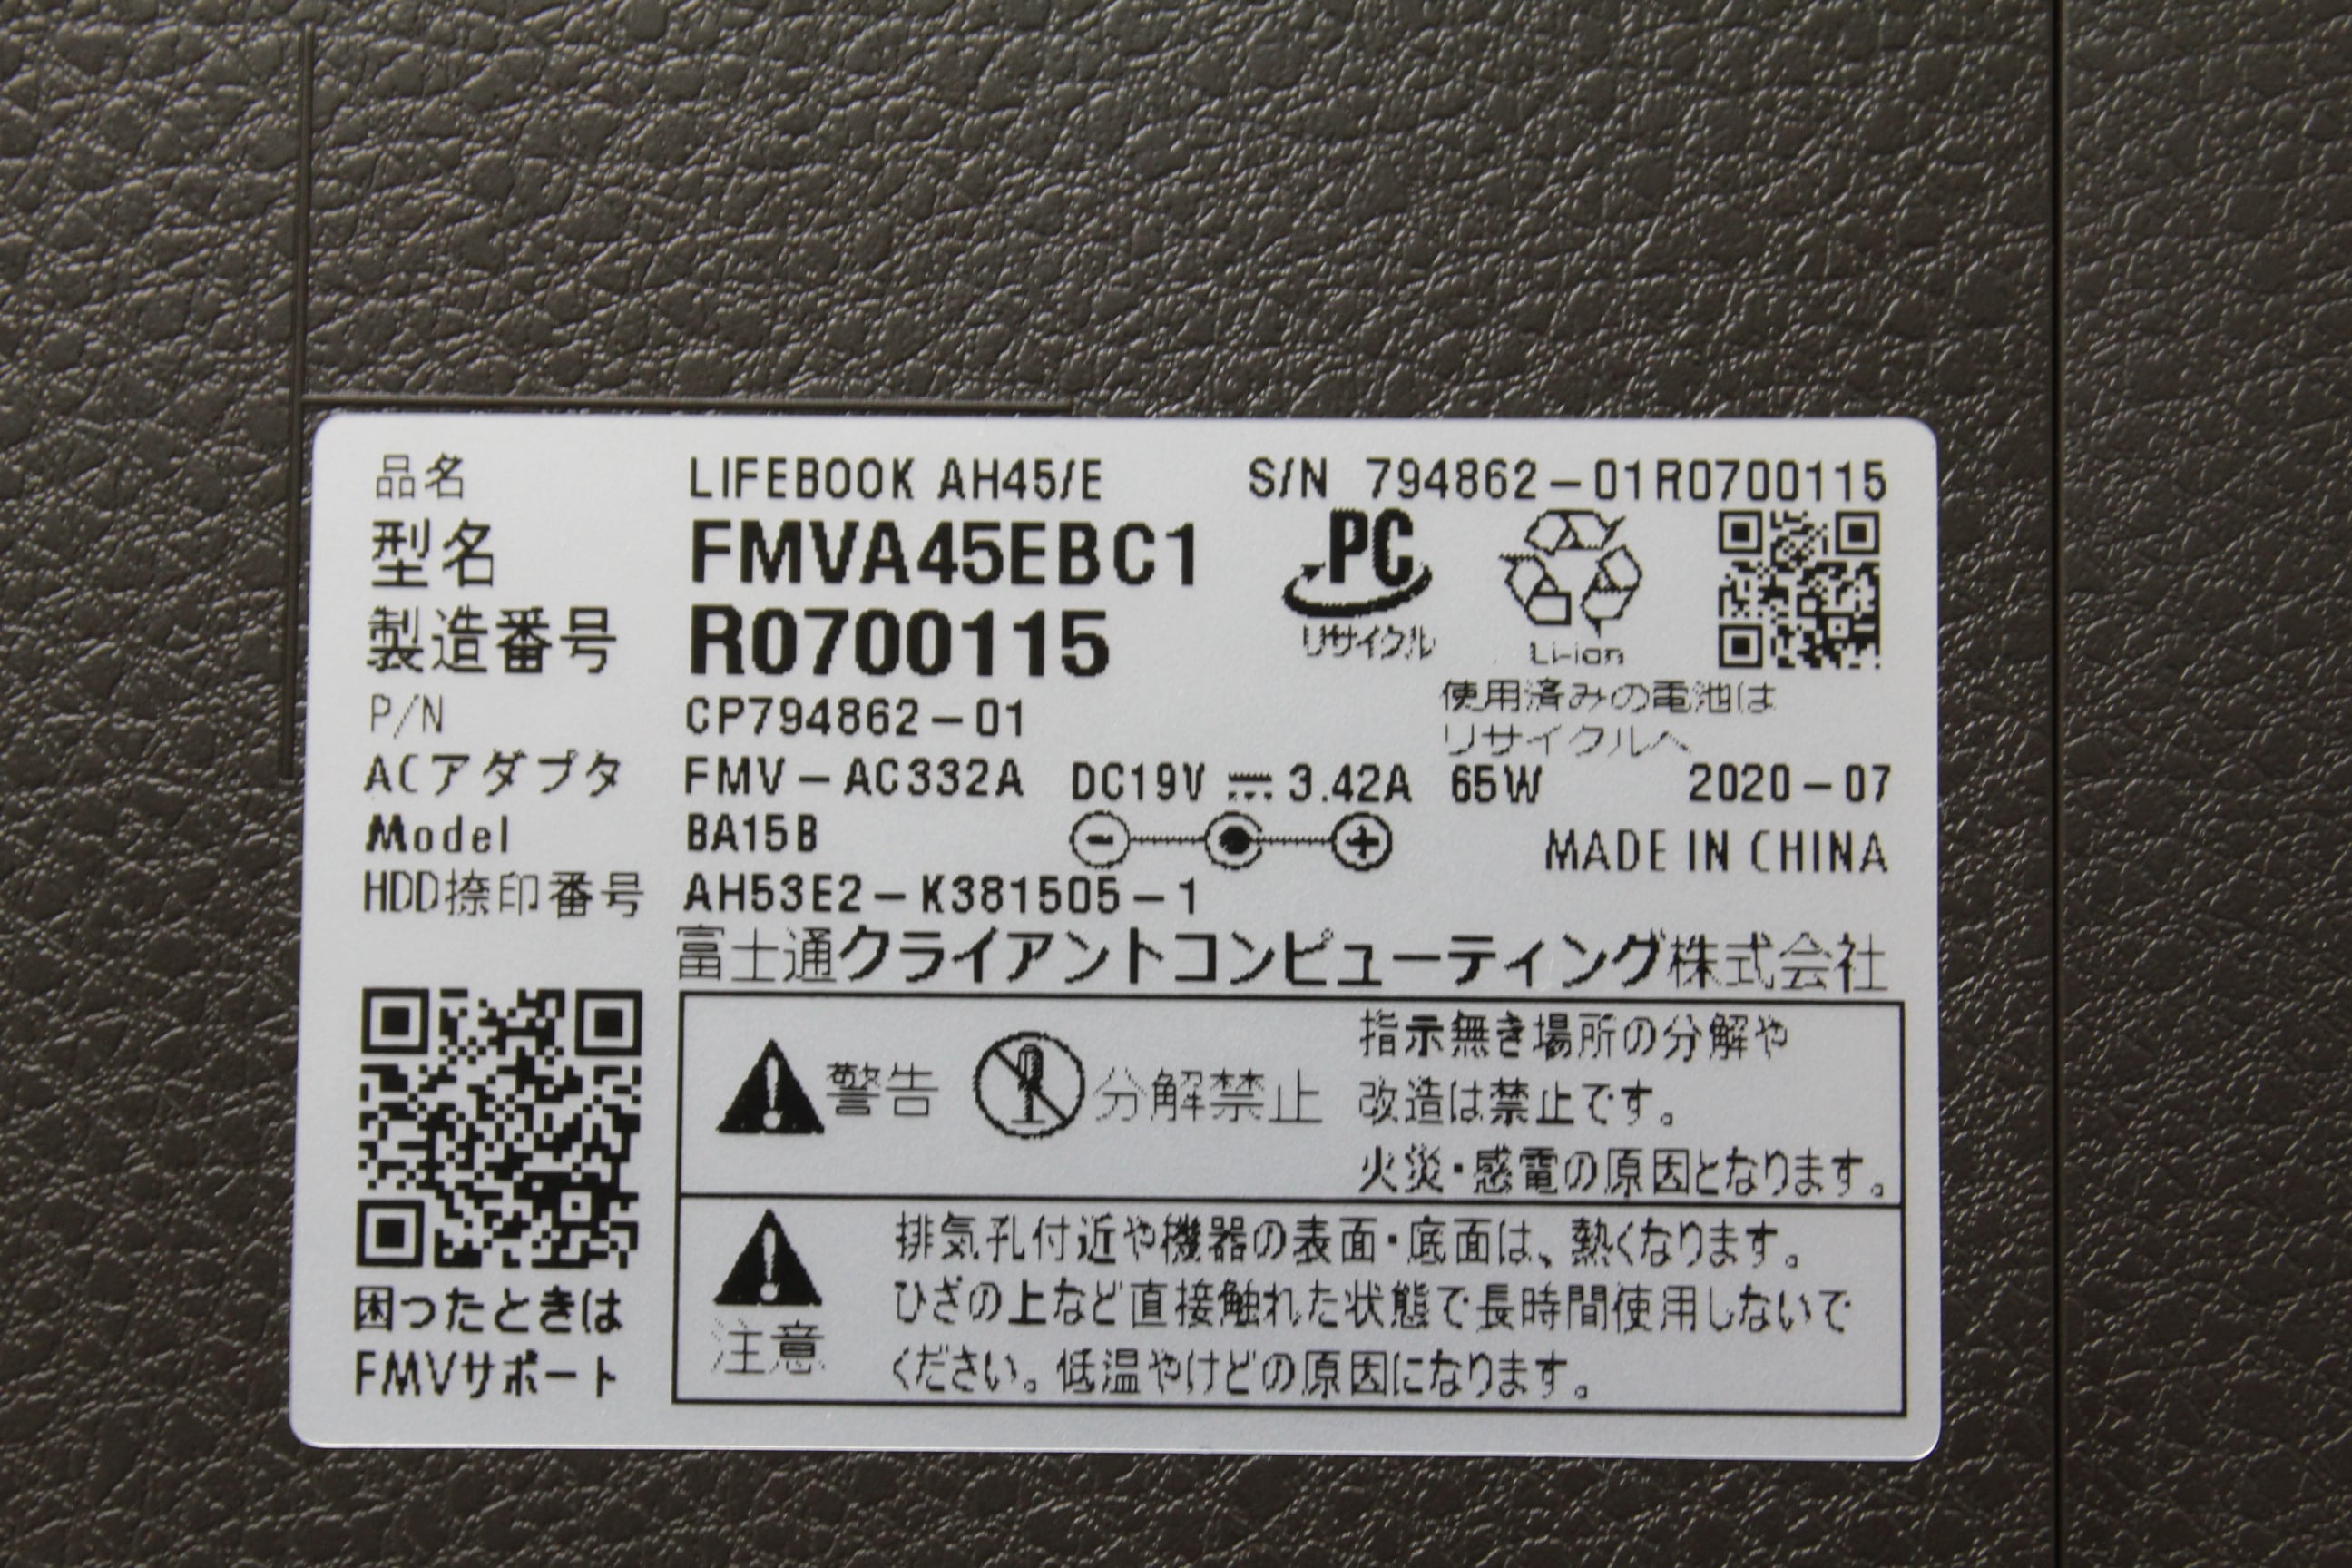 品名 LIFEBOOK AH45/E S/N 794862-01R0700115
型名 FMVA45EBC1
製造番号 R0700115
PC
リサイクル
Li-ion
使用済みの電池は
リサイクルへ
P/N CP794862-01
ACアダプタ FMV-AC332A DC19V 3.42A 65W 2020-07
Model BA15B - + MADE IN CHINA
HDD捺印番号 AH53E2-K381505-1
富士通クライアントコンピューティング株式会社
警告 分解禁止
指示無き場所の分解や
改造は禁止です。
火災・感電の原因となります。
注意
排気孔付近や機器の表面・底面は、熱くなります。
ひざの上など直接触れた状態で長時間使用しないで
ください。低温やけどの原因になります。
困ったときは
FMVサポート